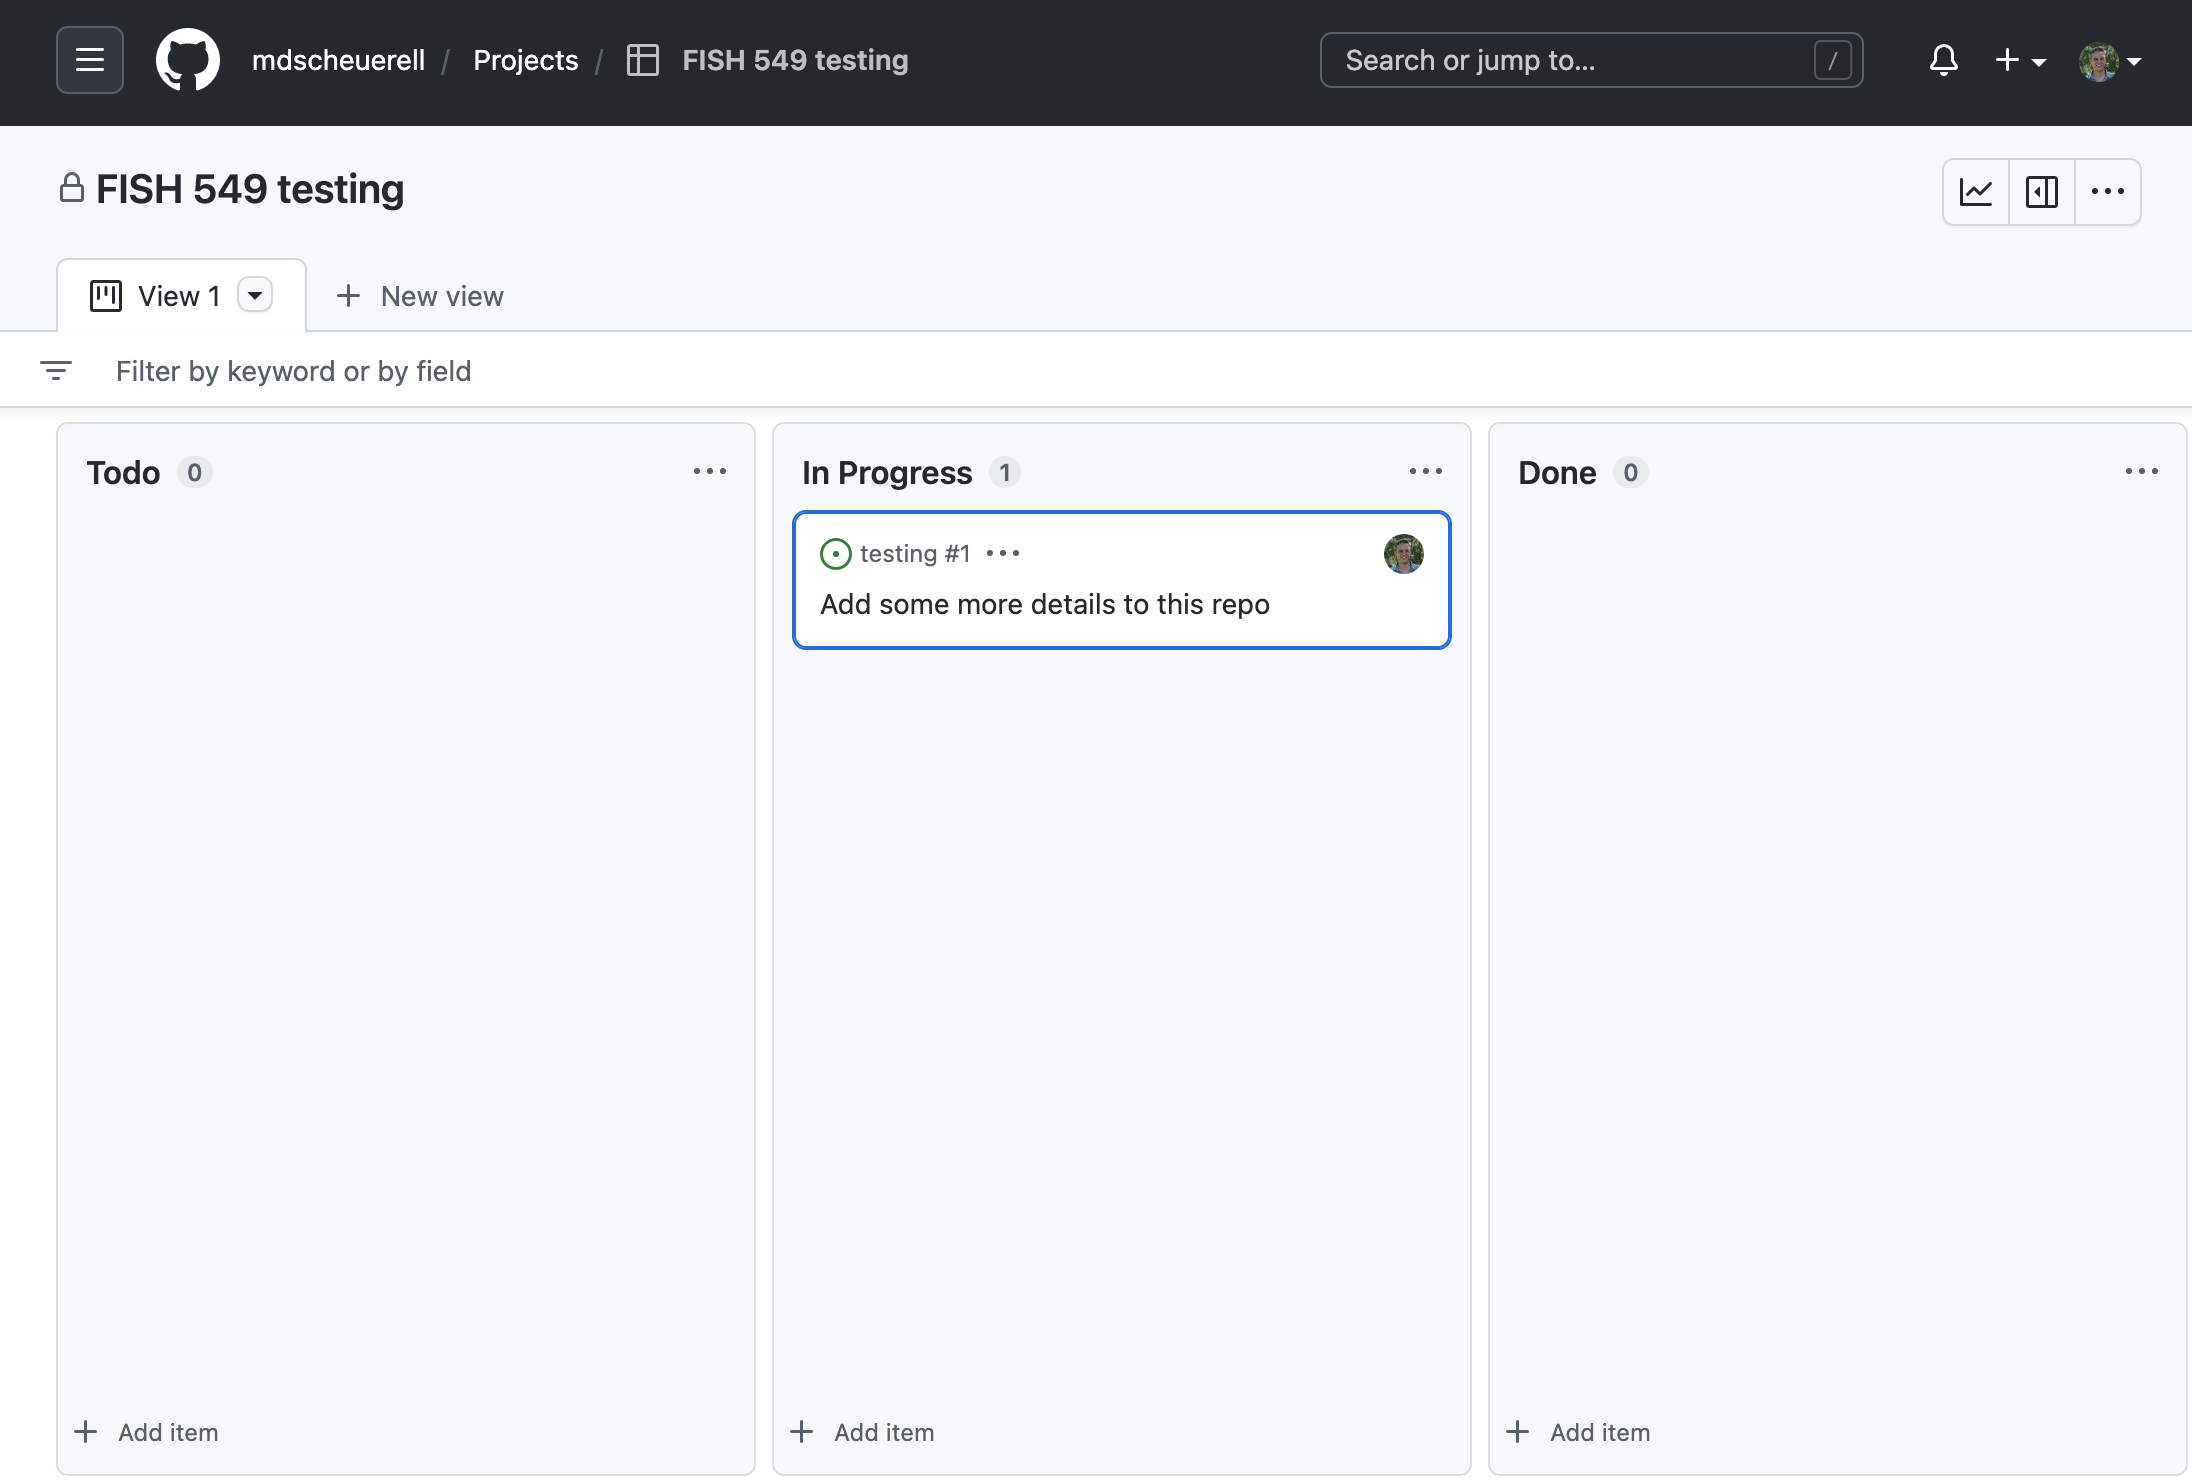 mdscheuerell / Projects / FISH 549 testing
Search or jump to... /
FISH 549 testing
View 1
New view
Filter by keyword or by field
Todo 0
In Progress 1
Done 0
testing #1
Add some more details to this repo
Add item
Add item
Add item